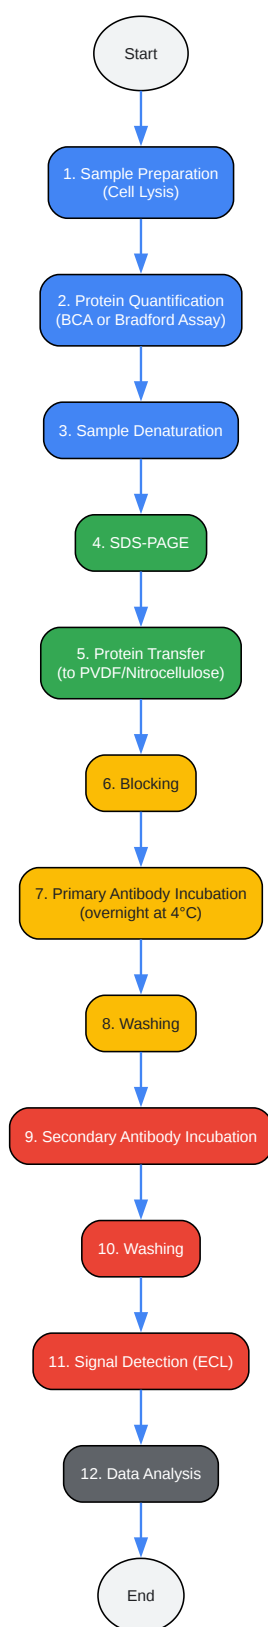 Start
1. Sample Preparation
(Cell Lysis)
2. Protein Quantification
(BCA or Bradford Assay)
3. Sample Denaturation
4. SDS-PAGE
5. Protein Transfer
(to PVDF/Nitrocellulose)
6. Blocking
7. Primary Antibody Incubation
(overnight at 4°C)
8. Washing
9. Secondary Antibody Incubation
10. Washing
11. Signal Detection (ECL)
12. Data Analysis
End